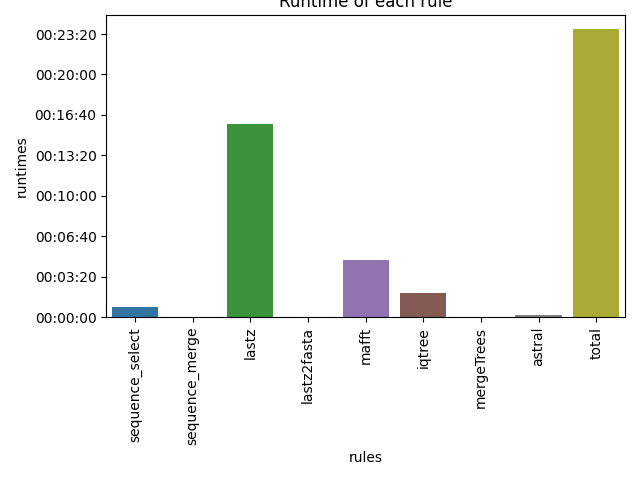 Runtime of each rule
00:23:20
00:20:00
00:16:40
00:13:20
00:10:00
00:06:40
00:03:20
00:00:00
runtimes
sequence_select
sequence_merge
lastz
lastz2fasta
mafft
iqtree
mergeTrees
astral
total
rules